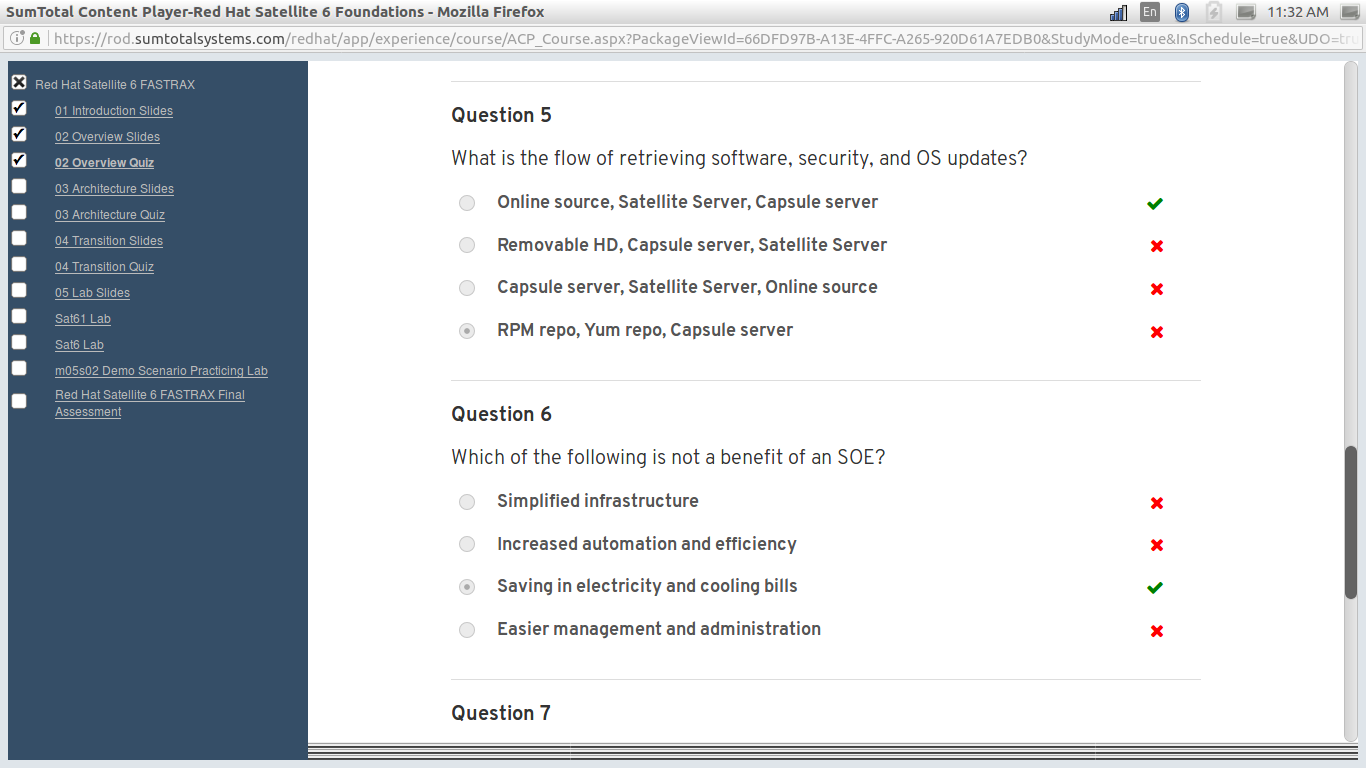 SumTotal Content Player-Red Hat Satellite 6 Foundations - Mozilla Firefox
En
11:32 AM
https://rod.sumtotalsystems.com/redhat/app/experience/course/ACP_Course.aspx?PackageViewId=66DFD97B-A13E-4FFC-A265-920D61A7EDB0&StudyMode=true&InSchedule=true&UDO=tru
Red Hat Satellite 6 FASTRAX
01 Introduction Slides
02 Overview Slides
02 Overview Quiz
03 Architecture Slides
03 Architecture Quiz
04 Transition Slides
04 Transition Quiz
05 Lab Slides
Sat61 Lab
Sat6 Lab
m05s02 Demo Scenario Practicing Lab
Red Hat Satellite 6 FASTRAX Final
Assessment
Question 5
What is the flow of retrieving software, security, and OS updates?
Online source, Satellite Server, Capsule server
Removable HD, Capsule server, Satellite Server
Capsule server, Satellite Server, Online source
RPM repo, Yum repo, Capsule server
Question 6
Which of the following is not a benefit of an SOE?
Simplified infrastructure
Increased automation and efficiency
Saving in electricity and cooling bills
Easier management and administration
Question 7